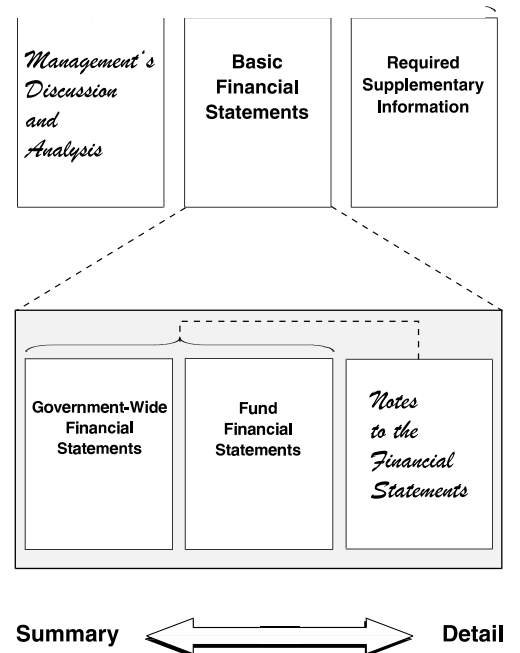 Management's
Discussion
and
Analysis
Basic
Financial
Statements
Required
Supplementary
Information
Government-Wide
Financial
Statements
Fund
Financial
Statements
Notes
to the
Financial
Statements
Summary
Detail